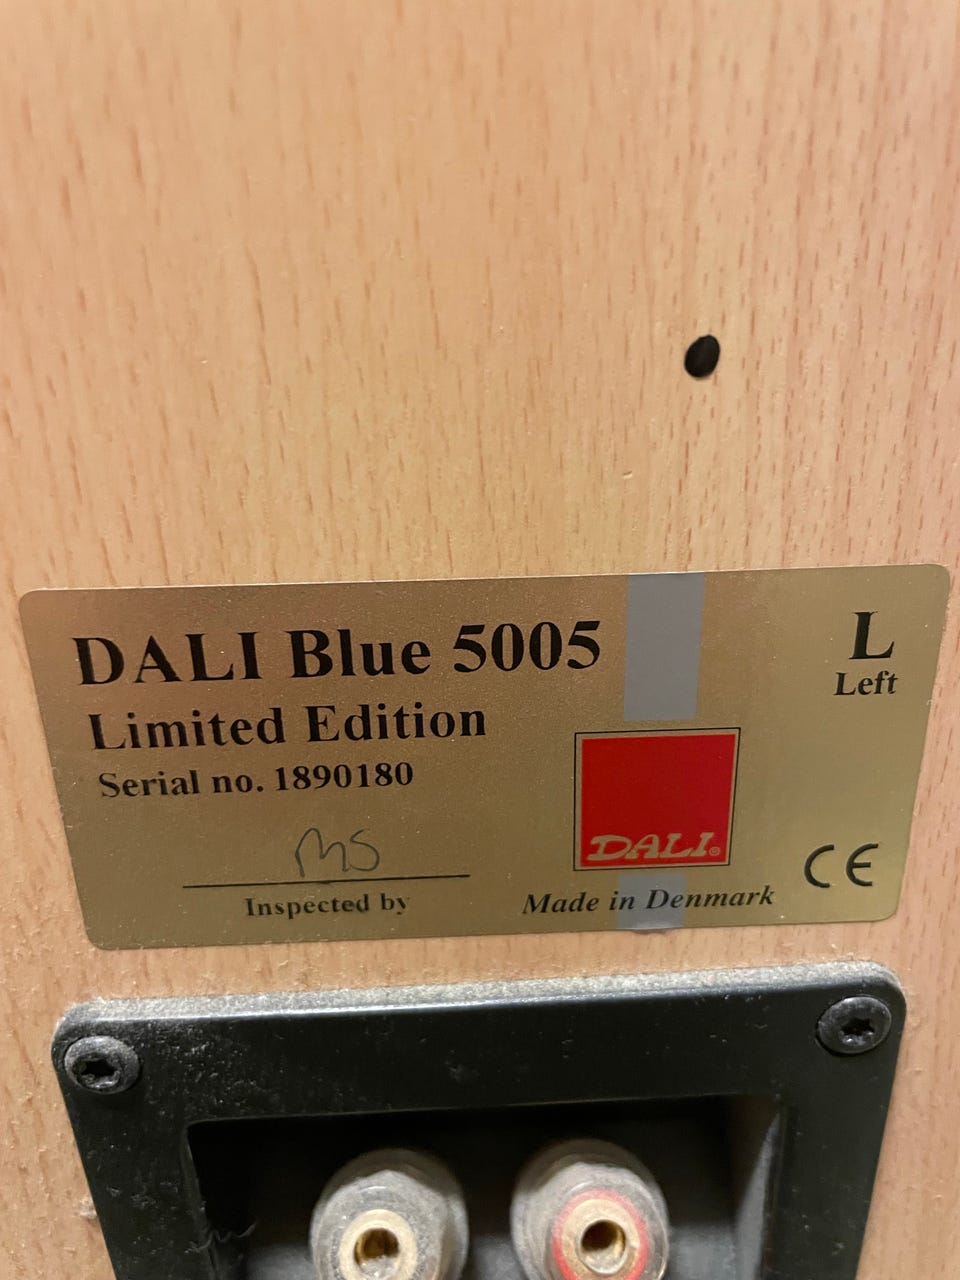 DALI Blue 5005
Limited Edition
Serial no. 1890180
MS
Inspected by
L
Left
DALI®
Made in Denmark
CE